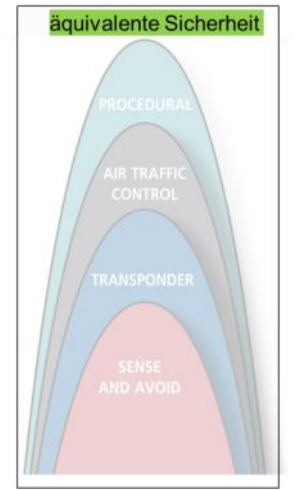 äquivalente Sicherheit
PROCEDURAL
AIR TRAFFIC
CONTROL
TRANSPONDER
SENSE
AND AVOID